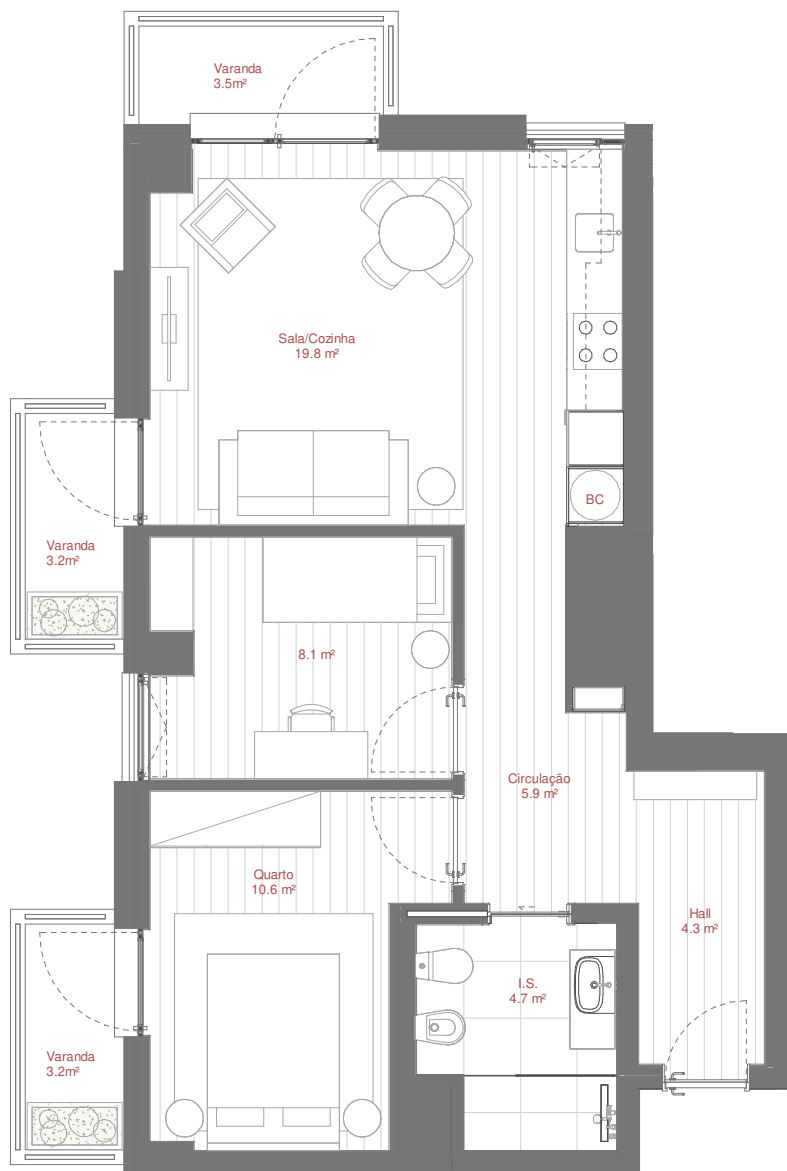 Varanda
3.5m²
Sala/Cozinha
19.8 m²
BC
Varanda
3.2m²
8.1 m²
Circulação
5.9 m²
Quarto
10.6 m²
Hall
4.3 m²
I.S.
4.7 m²
Varanda
3.2m²